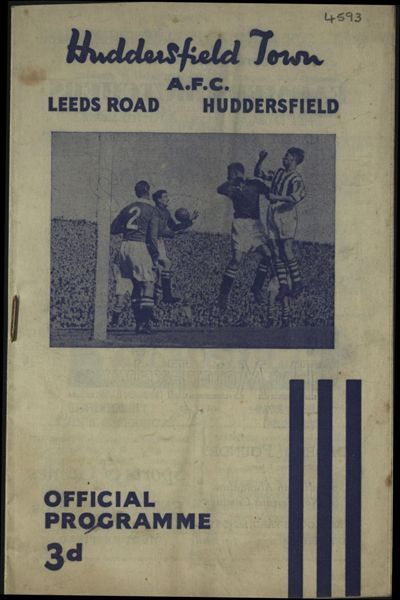 4593
Huddersfield Town
A.F.C.
LEEDS ROAD HUDDERSFIELD
2
OFFICIAL
PROGRAMME
3d